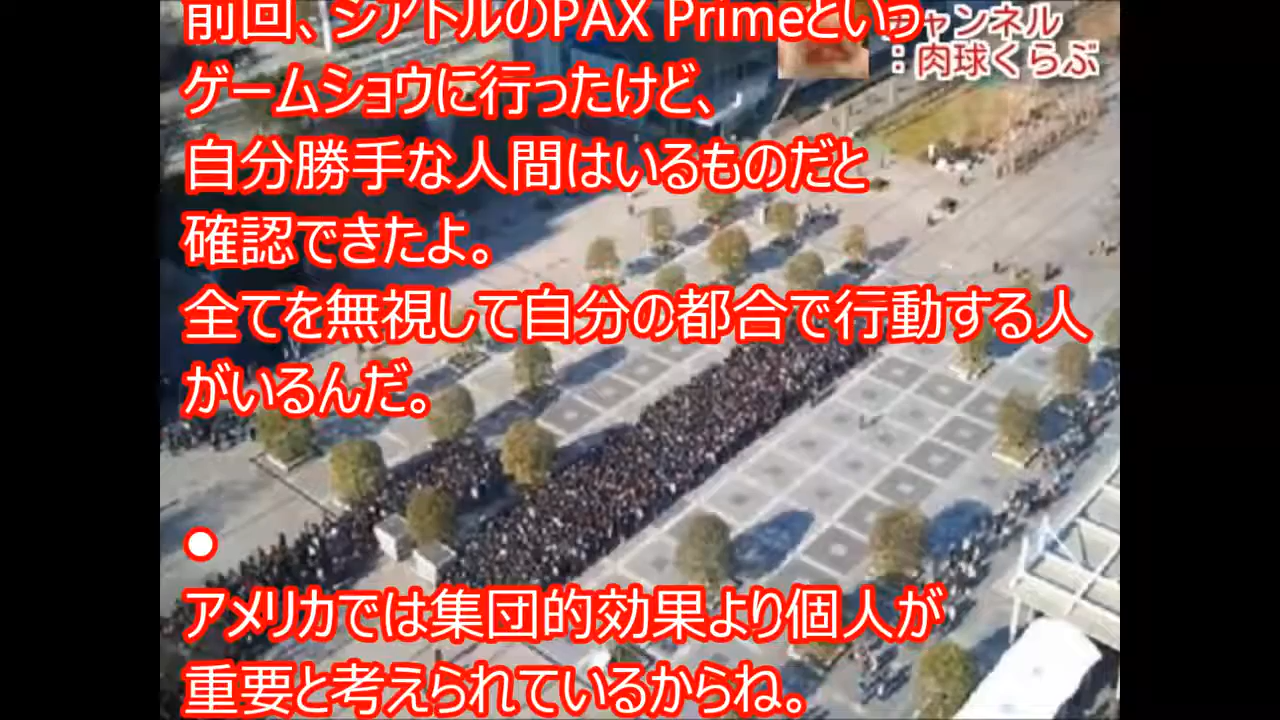 前回、シアトルのPAX Primeといっ
チャンネル
：肉球くらぶ
ゲームショウに行ったけど、
自分勝手な人間はいるものだと
確認できたよ。
全てを無視して自分の都合で行動する人
がいるんだ。
●
アメリカでは集団的効果より個人が
重要と考えられているからね。